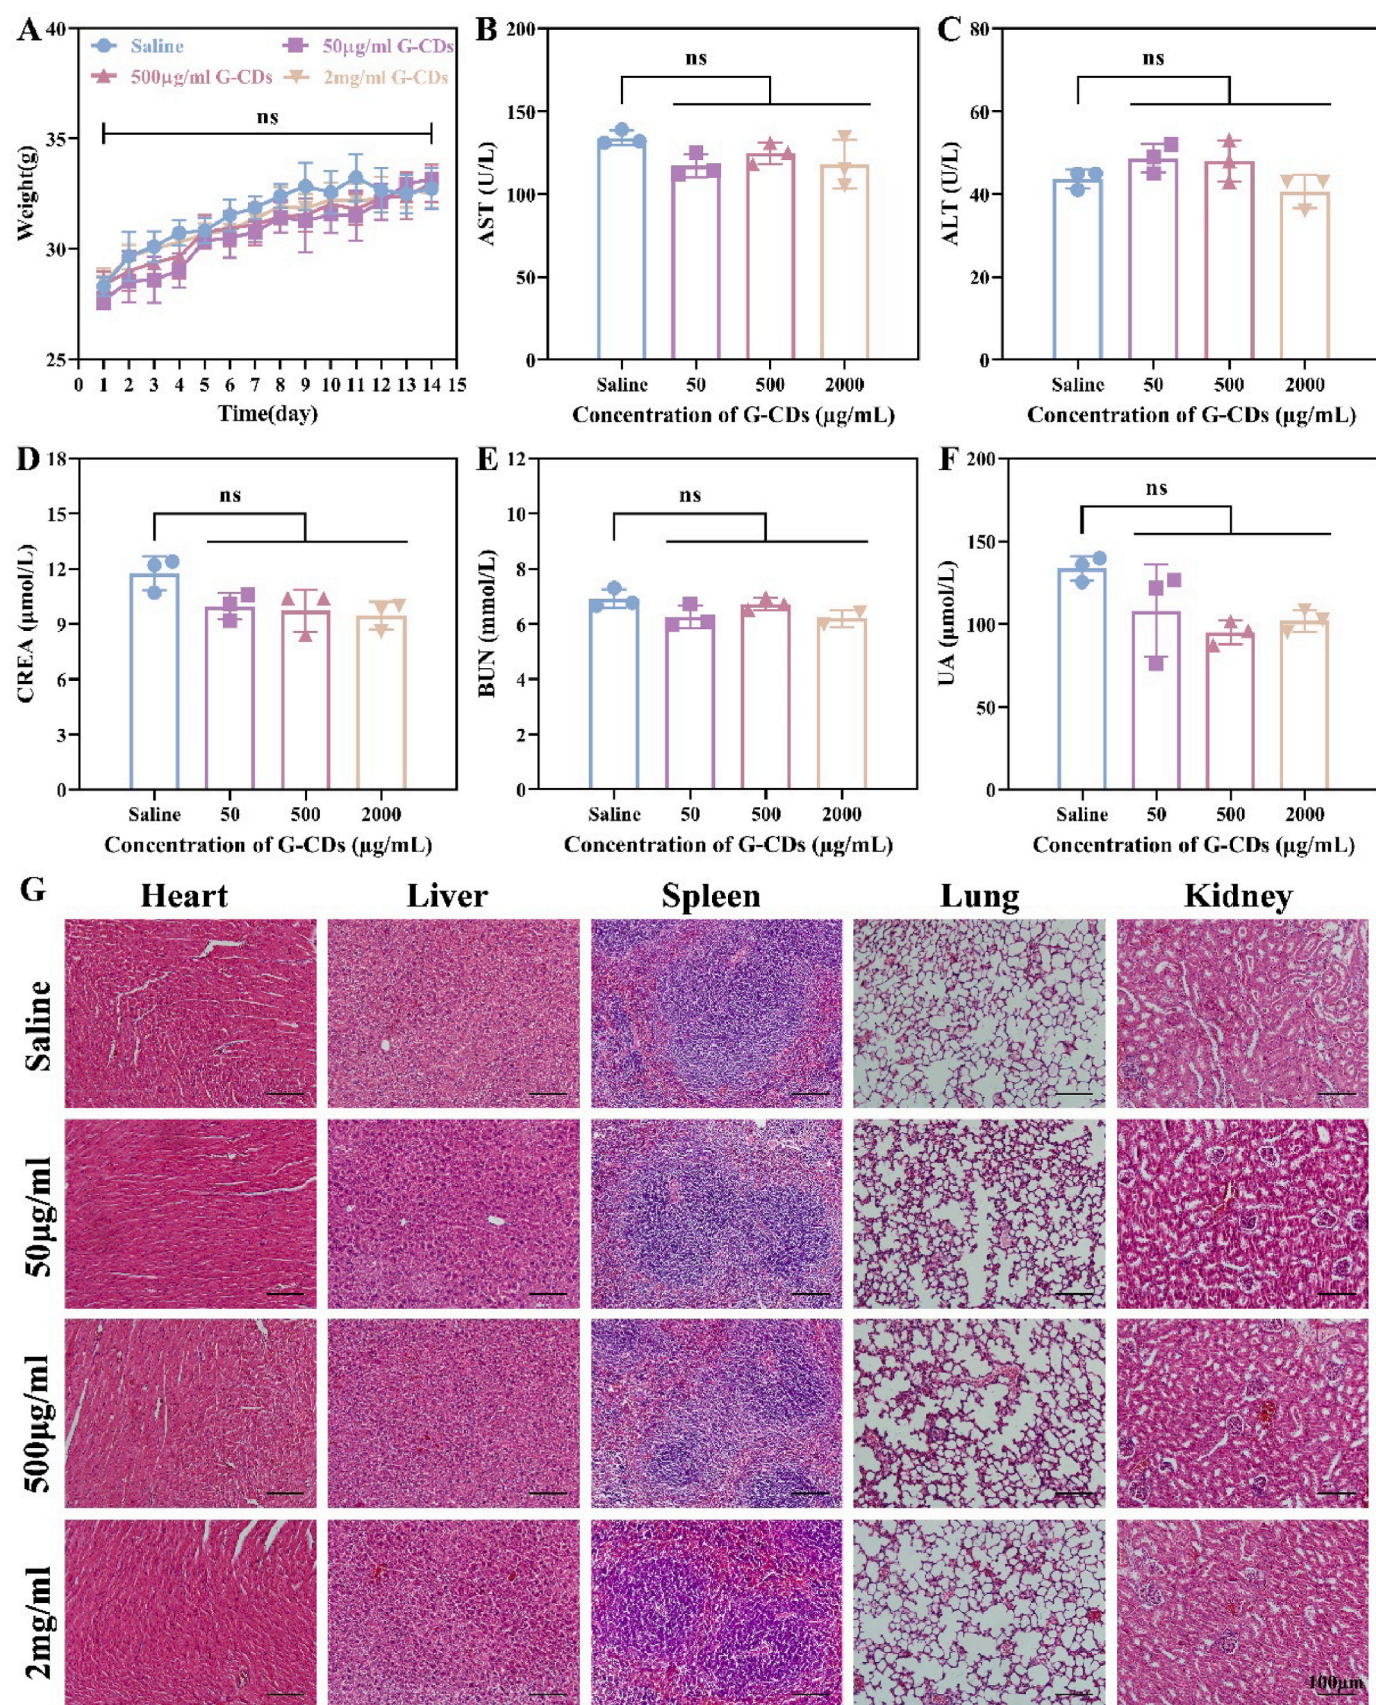 A
Saline
50μg/ml G-CDs
500μg/ml G-CDs
2mg/ml G-CDs
ns
40
35
30
25
Weight(g)
0 1 2 3 4 5 6 7 8 9 10 11 12 13 14 15
Time(day)
B
ns
200
150
100
50
0
AST (U/L)
Saline 50 500 2000
Concentration of G-CDs (μg/mL)
C
ns
80
60
40
20
0
ALT (U/L)
Saline 50 500 2000
Concentration of G-CDs (μg/mL)
D
ns
18
15
12
9
6
3
0
CREA (μmol/L)
Saline 50 500 2000
Concentration of G-CDs (μg/mL)
E
ns
12
10
8
6
4
2
0
BUN (mmol/L)
Saline 50 500 2000
Concentration of G-CDs (μg/mL)
F
ns
200
150
100
50
0
UA (μmol/L)
Saline 50 500 2000
Concentration of G-CDs (μg/mL)
G
Heart Liver Spleen Lung Kidney
Saline
50μg/ml
500μg/ml
2mg/ml
100μm